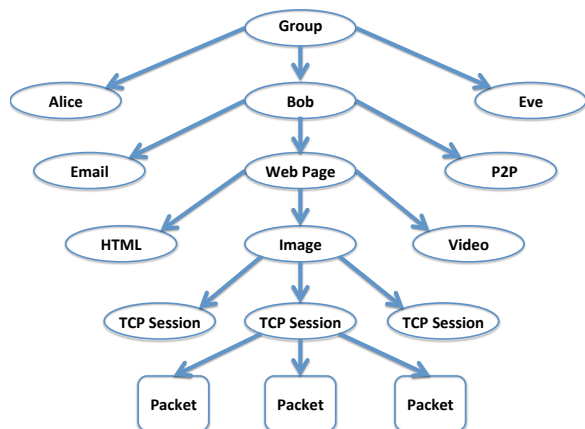 Group
Alice
Bob
Eve
Email
Web Page
P2P
HTML
Image
Video
TCP Session
TCP Session
TCP Session
Packet
Packet
Packet